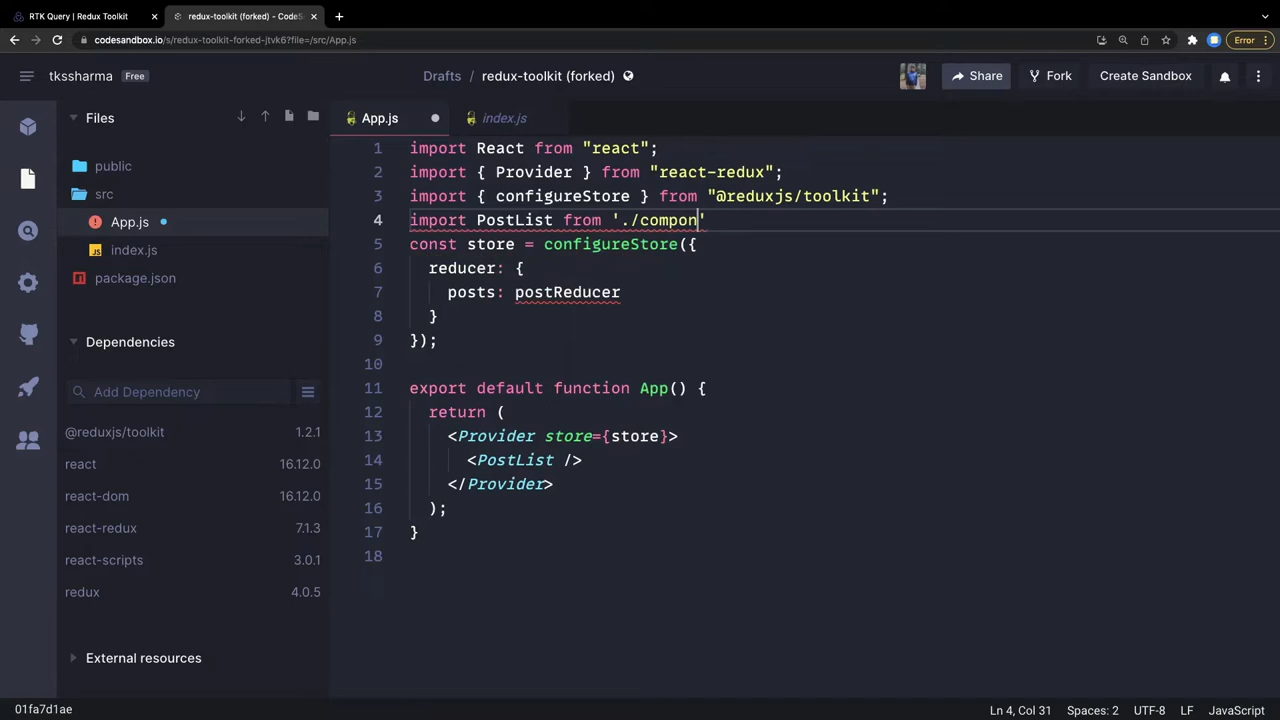 RTK Query | Redux Toolkit
redux-toolkit (forked) - CodeS
codesandbox.io/s/redux-toolkit-forked-jtvk6?file=/src/App.js
Error
tkssharma Free
Drafts / redux-toolkit (forked)
Share
Fork
Create Sandbox
Files
App.js
index.js
public
src
App.js
index.js
package.json
Dependencies
Add Dependency
@reduxjs/toolkit 1.2.1
react 16.12.0
react-dom 16.12.0
react-redux 7.1.3
react-scripts 3.0.1
redux 4.0.5
External resources
1 import React from "react";
2 import { Provider } from "react-redux";
3 import { configureStore } from "@reduxjs/toolkit";
4 import PostList from './compon'
5 const store = configureStore({
6 reducer: {
7 posts: postReducer
8 }
9 });
10
11 export default function App() {
12 return (
13 <Provider store={store}>
14 <PostList />
15 </Provider>
16 );
17 }
18
01fa7d1ae
Ln 4, Col 31 Spaces: 2 UTF-8 LF JavaScript